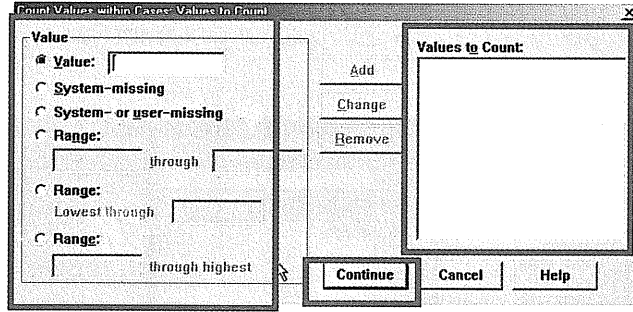 Count Values within Cases: Values to Count
Value
Value:
System-missing
System- or user-missing
Range:
through
Range:
Lowest through
Range:
through highest
Add
Change
Remove
Values to Count:
Continue
Cancel
Help